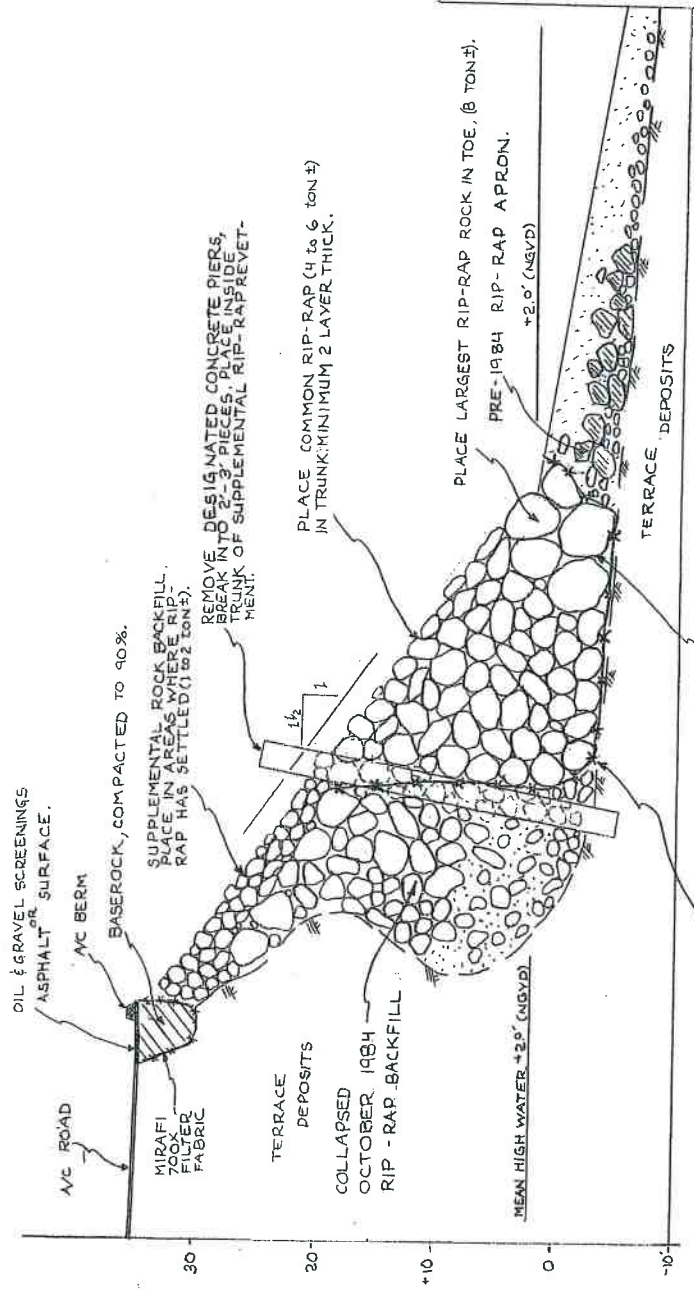 OIL & GRAVEL SCREENINGS
OR
ASPHALT SURFACE.
A/C ROAD
A/C BERM
BASEROCK, COMPACTED TO 90%.
MIRAFI
700X
FILTER
FABRIC
SUPPLEMENTAL ROCK BACKFILL.
PLACE IN AREAS WHERE RIP-
RAP HAS SETTLED (1 to 2 TON±).
REMOVE DESIGNATED CONCRETE PIERS,
BREAK INTO 2'-3' PIECES, PLACE INSIDE
TRUNK OF SUPPLEMENTAL RIP-RAP REVET-
MENT.
1 1/2
1
PLACE COMMON RIP-RAP (4 to 6 TON ±)
IN TRUNK: MINIMUM 2 LAYER THICK.
PLACE LARGEST RIP-RAP ROCK IN TOE, (8 TON±).
PRE-1984 RIP-RAP APRON.
+2.0' (NGVD)
TERRACE
DEPOSITS
COLLAPSED
OCTOBER 1984
RIP-RAP BACKFILL
MEAN HIGH WATER +2.0' (NGVD)
TERRACE DEPOSITS
30
20
+10
0
-10'